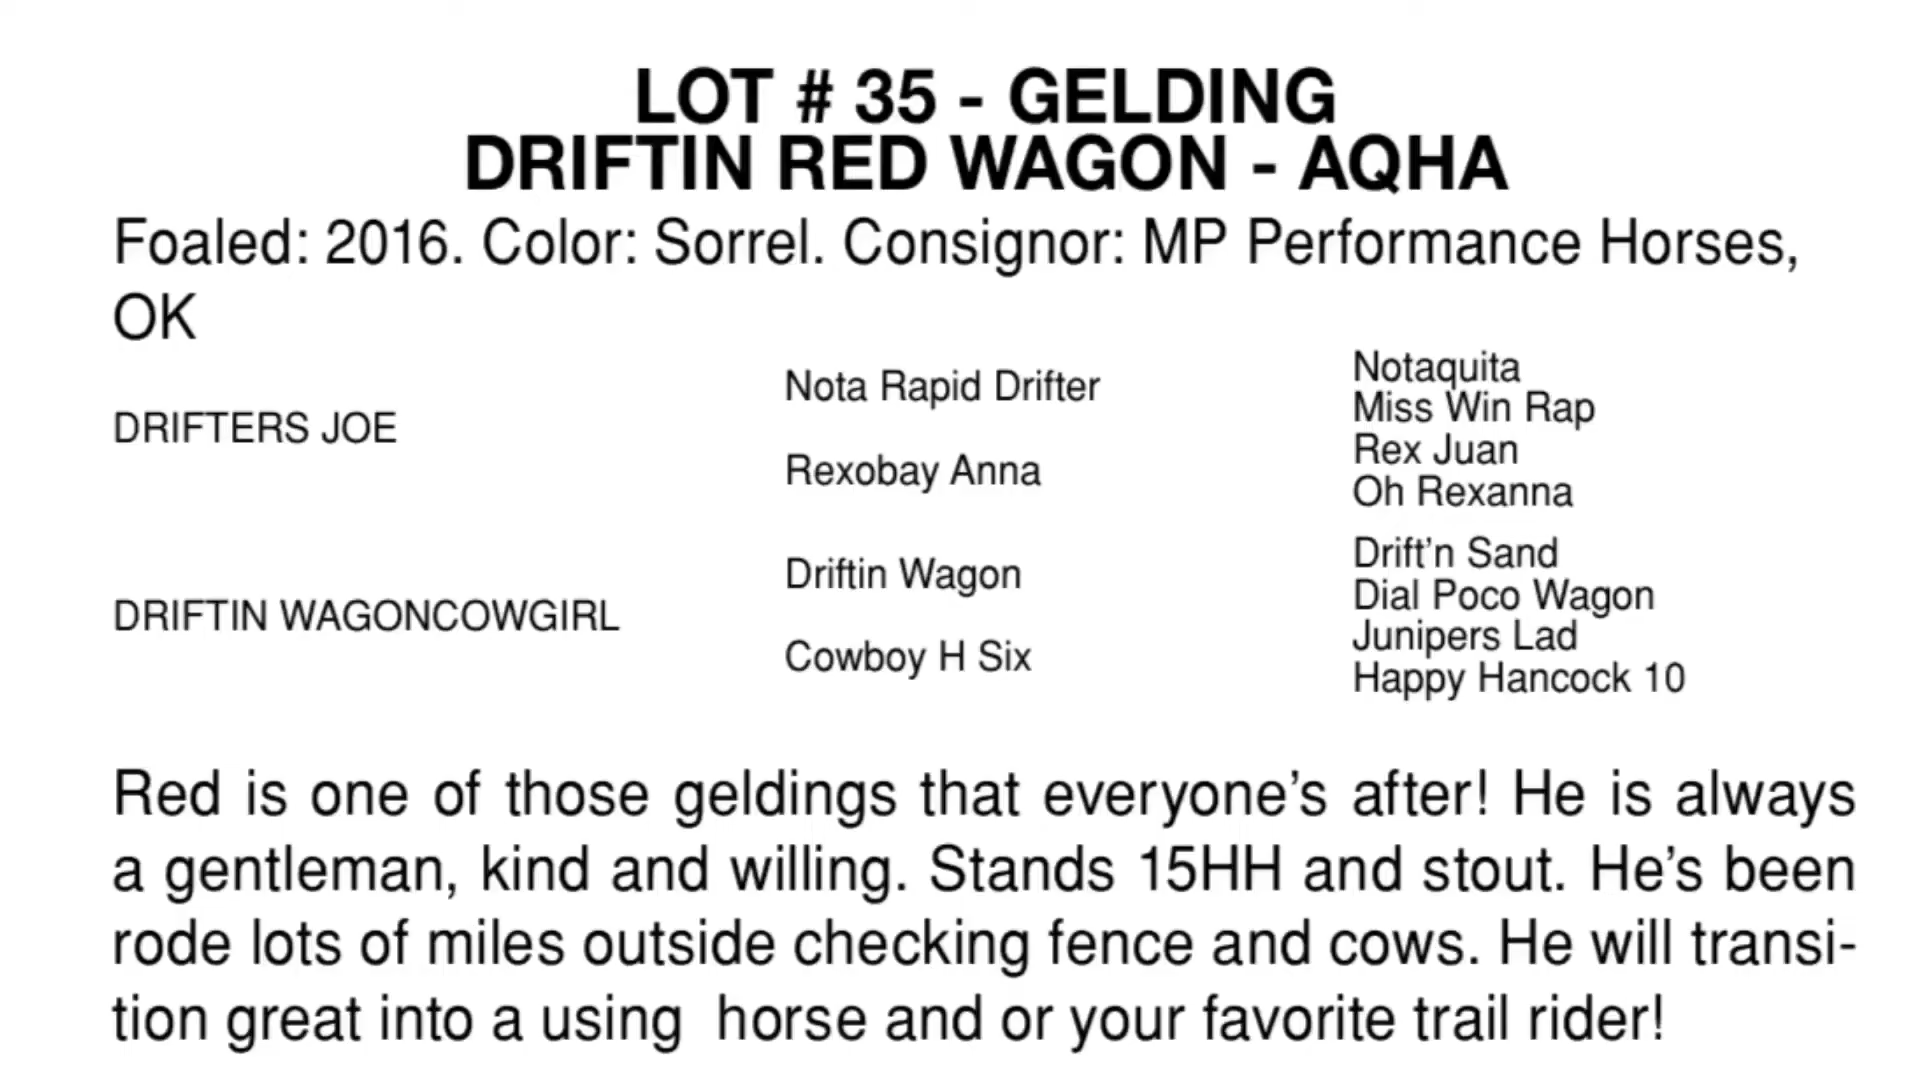 LOT # 35 - GELDING
DRIFTIN RED WAGON - AQHA
Foaled: 2016. Color: Sorrel. Consignor: MP Performance Horses,
OK
DRIFTERS JOE
Nota Rapid Drifter
Rexobay Anna
Notaquita
Miss Win Rap
Rex Juan
Oh Rexanna
DRIFTIN WAGONCOWGIRL
Driftin Wagon
Cowboy H Six
Drift’n Sand
Dial Poco Wagon
Junipers Lad
Happy Hancock 10
Red is one of those geldings that everyone’s after! He is always
a gentleman, kind and willing. Stands 15HH and stout. He’s been
rode lots of miles outside checking fence and cows. He will transi-
tion great into a using  horse and or your favorite trail rider!